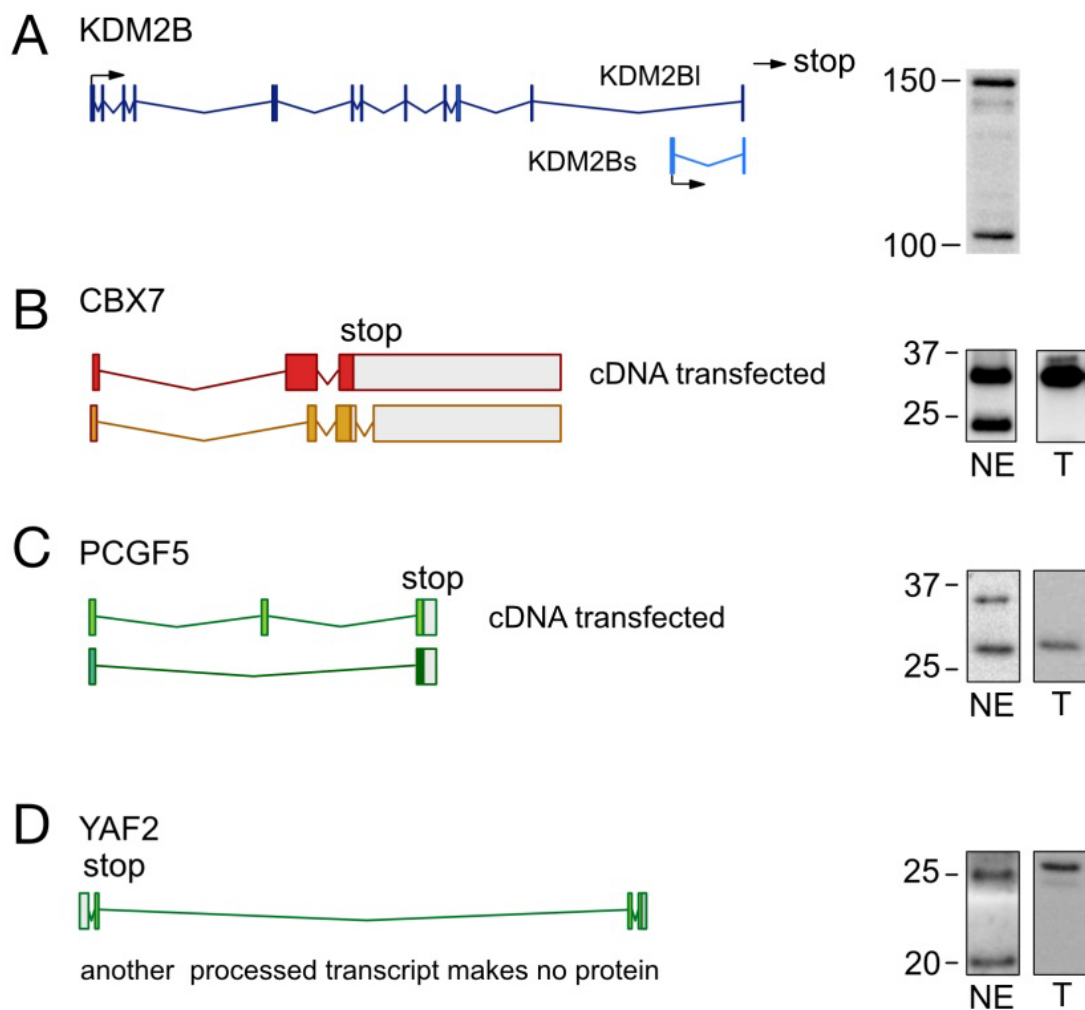 A KDM2B
KDM2Bl → stop
KDM2Bs
150 –
100 –
B CBX7
stop
cDNA transfected
37 –
25 –
NE T
C PCGF5
stop
cDNA transfected
37 –
25 –
NE T
D YAF2
stop
another processed transcript makes no protein
25 –
20 –
NE T